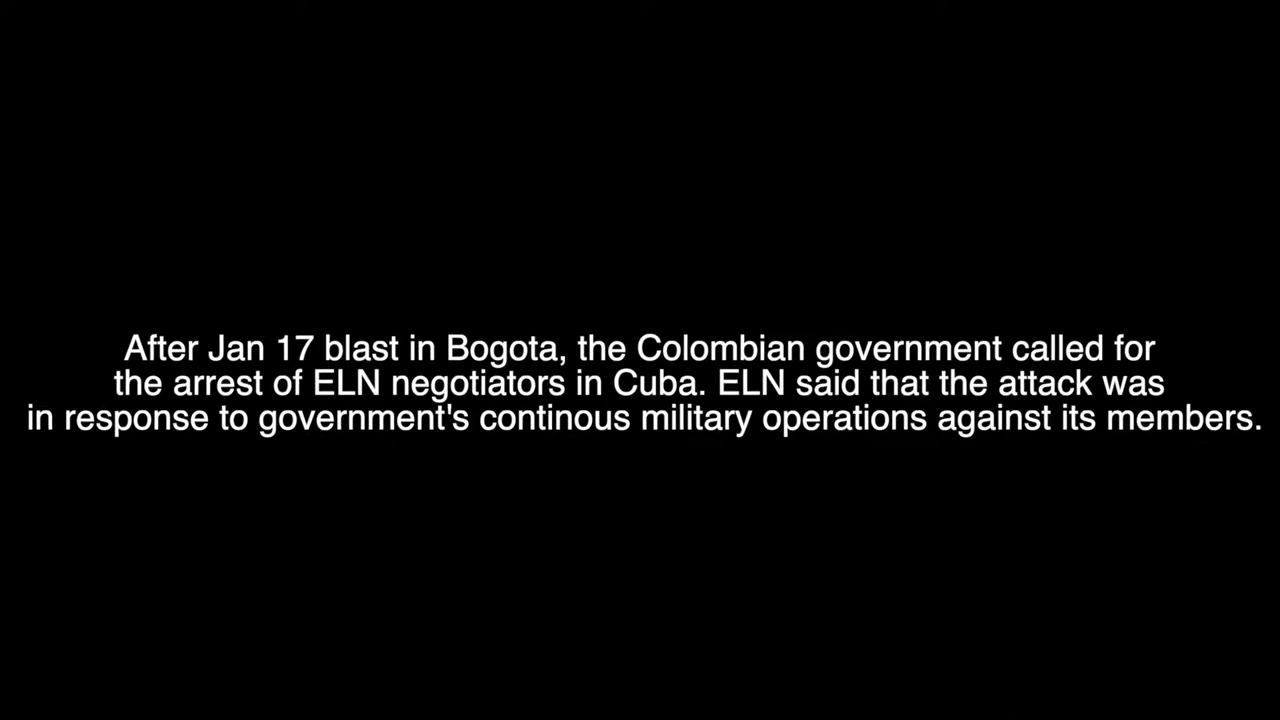 After Jan 17 blast in Bogota, the Colombian government called for
the arrest of ELN negotiators in Cuba. ELN said that the attack was
in response to government's continous military operations against its members.